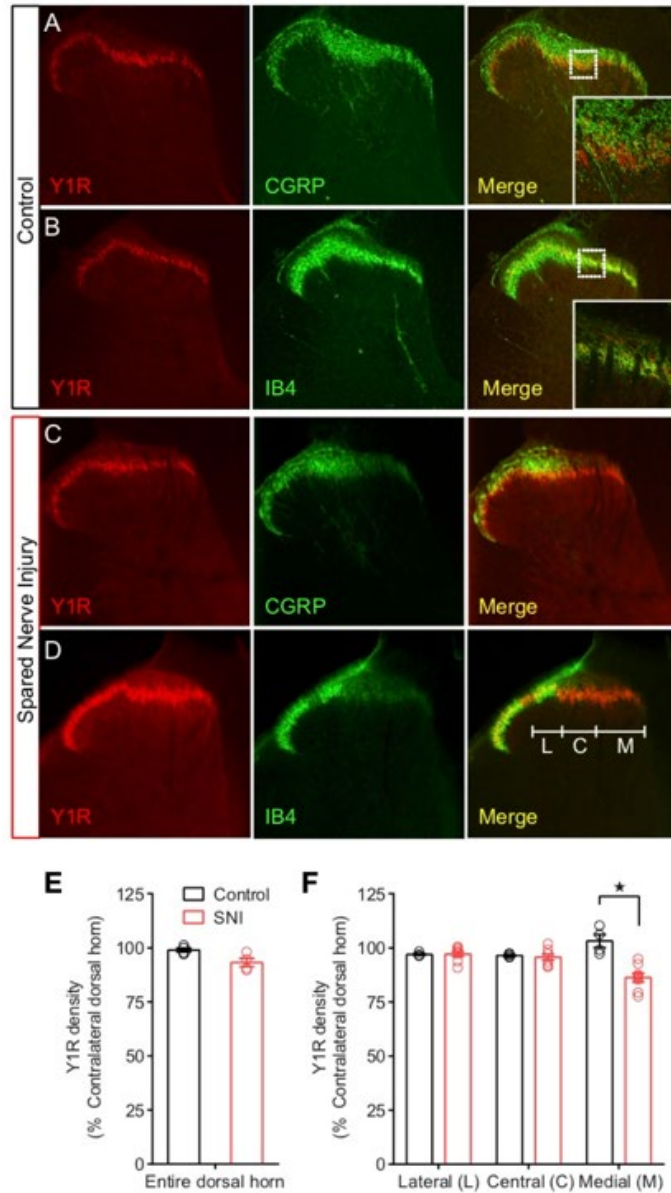 A
Y1R
CGRP
Merge
B
Y1R
IB4
Merge
Control
C
Y1R
CGRP
Merge
D
Y1R
IB4
L C M
Merge
Spared Nerve Injury
E
Control
SNI
Y1R density
(% Contralateral dorsal horn)
125
100
75
50
25
0
Entire dorsal horn
F
★
Y1R density
(% Contralateral dorsal horn)
125
100
75
50
25
0
Lateral (L) Central (C) Medial (M)